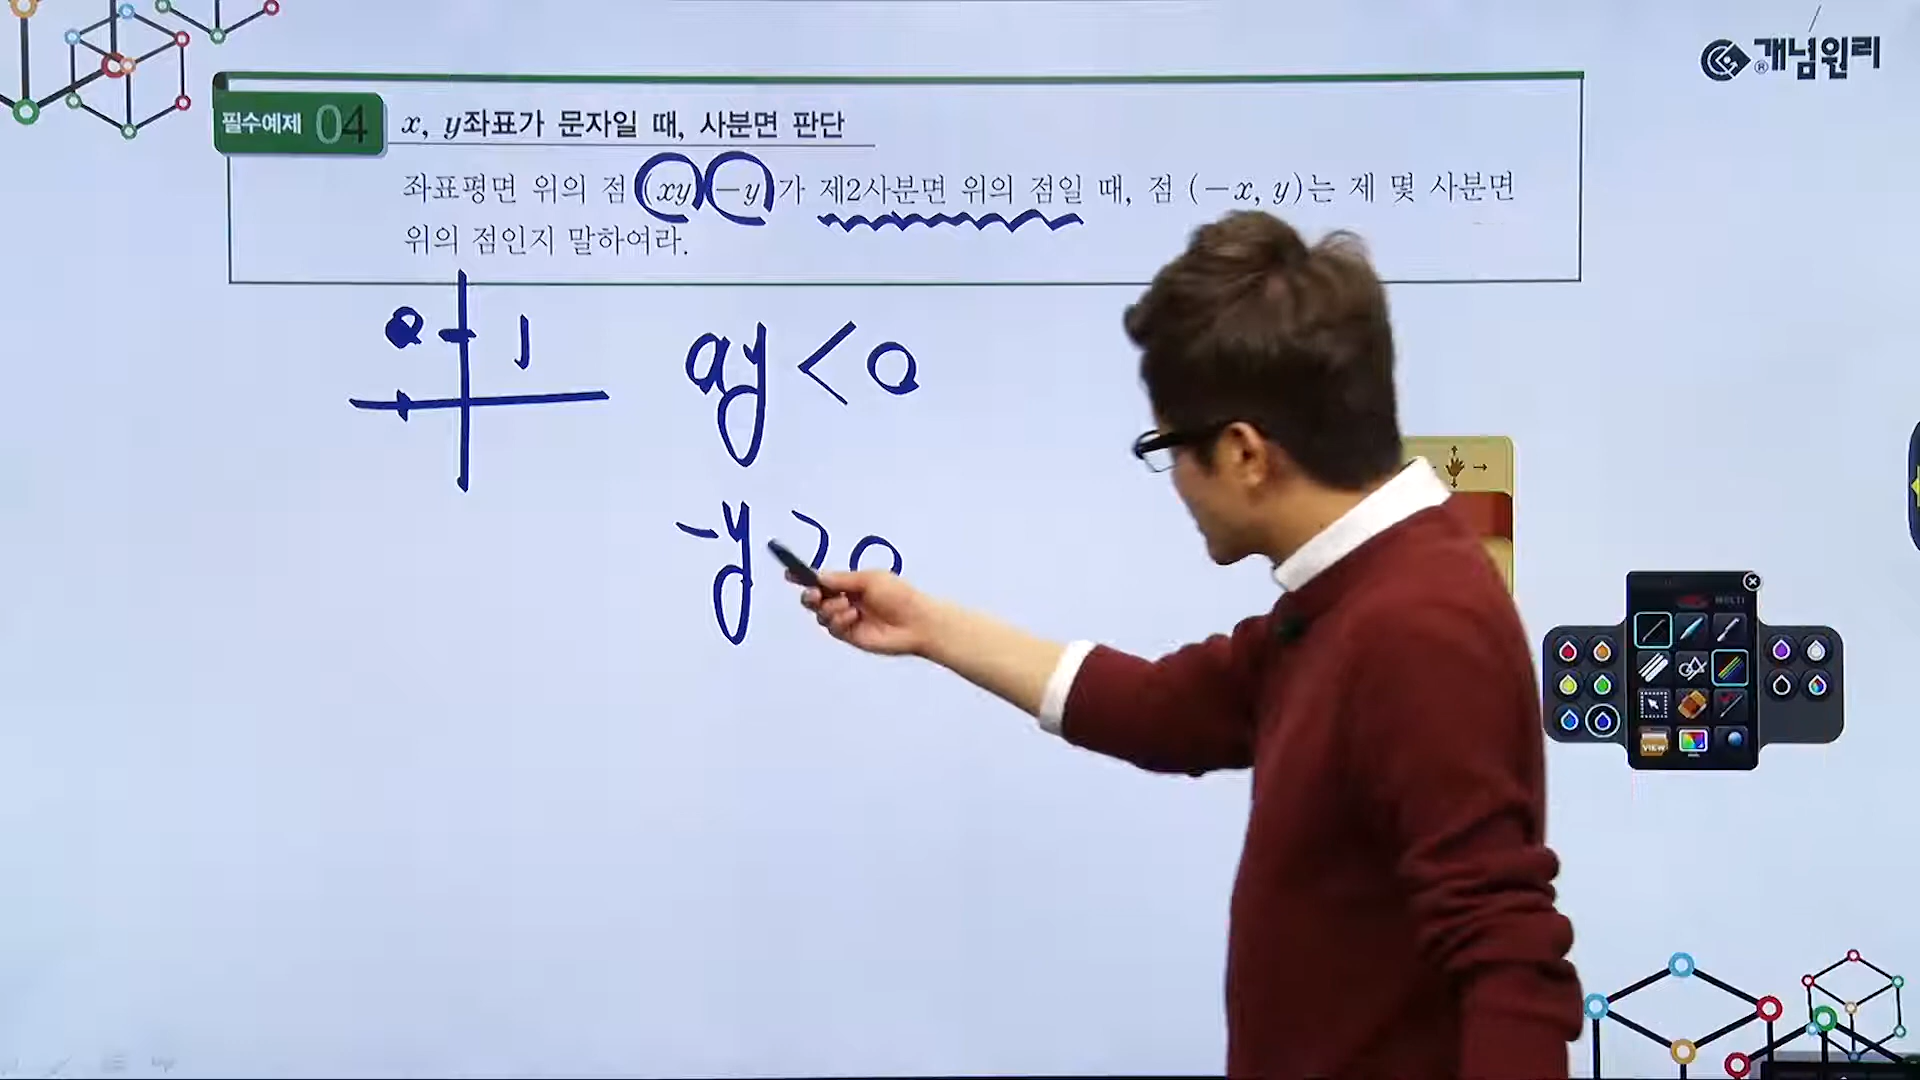 개념원리
필수예제 04 x, y좌표가 문자일 때, 사분면 판단
좌표평면 위의 점 (xy, -y)가 제2사분면 위의 점일 때, 점 (-x, y)는 제 몇 사분면
위의 점인지 말하여라.
2 1
xy < 0
-y > 0
VIEW